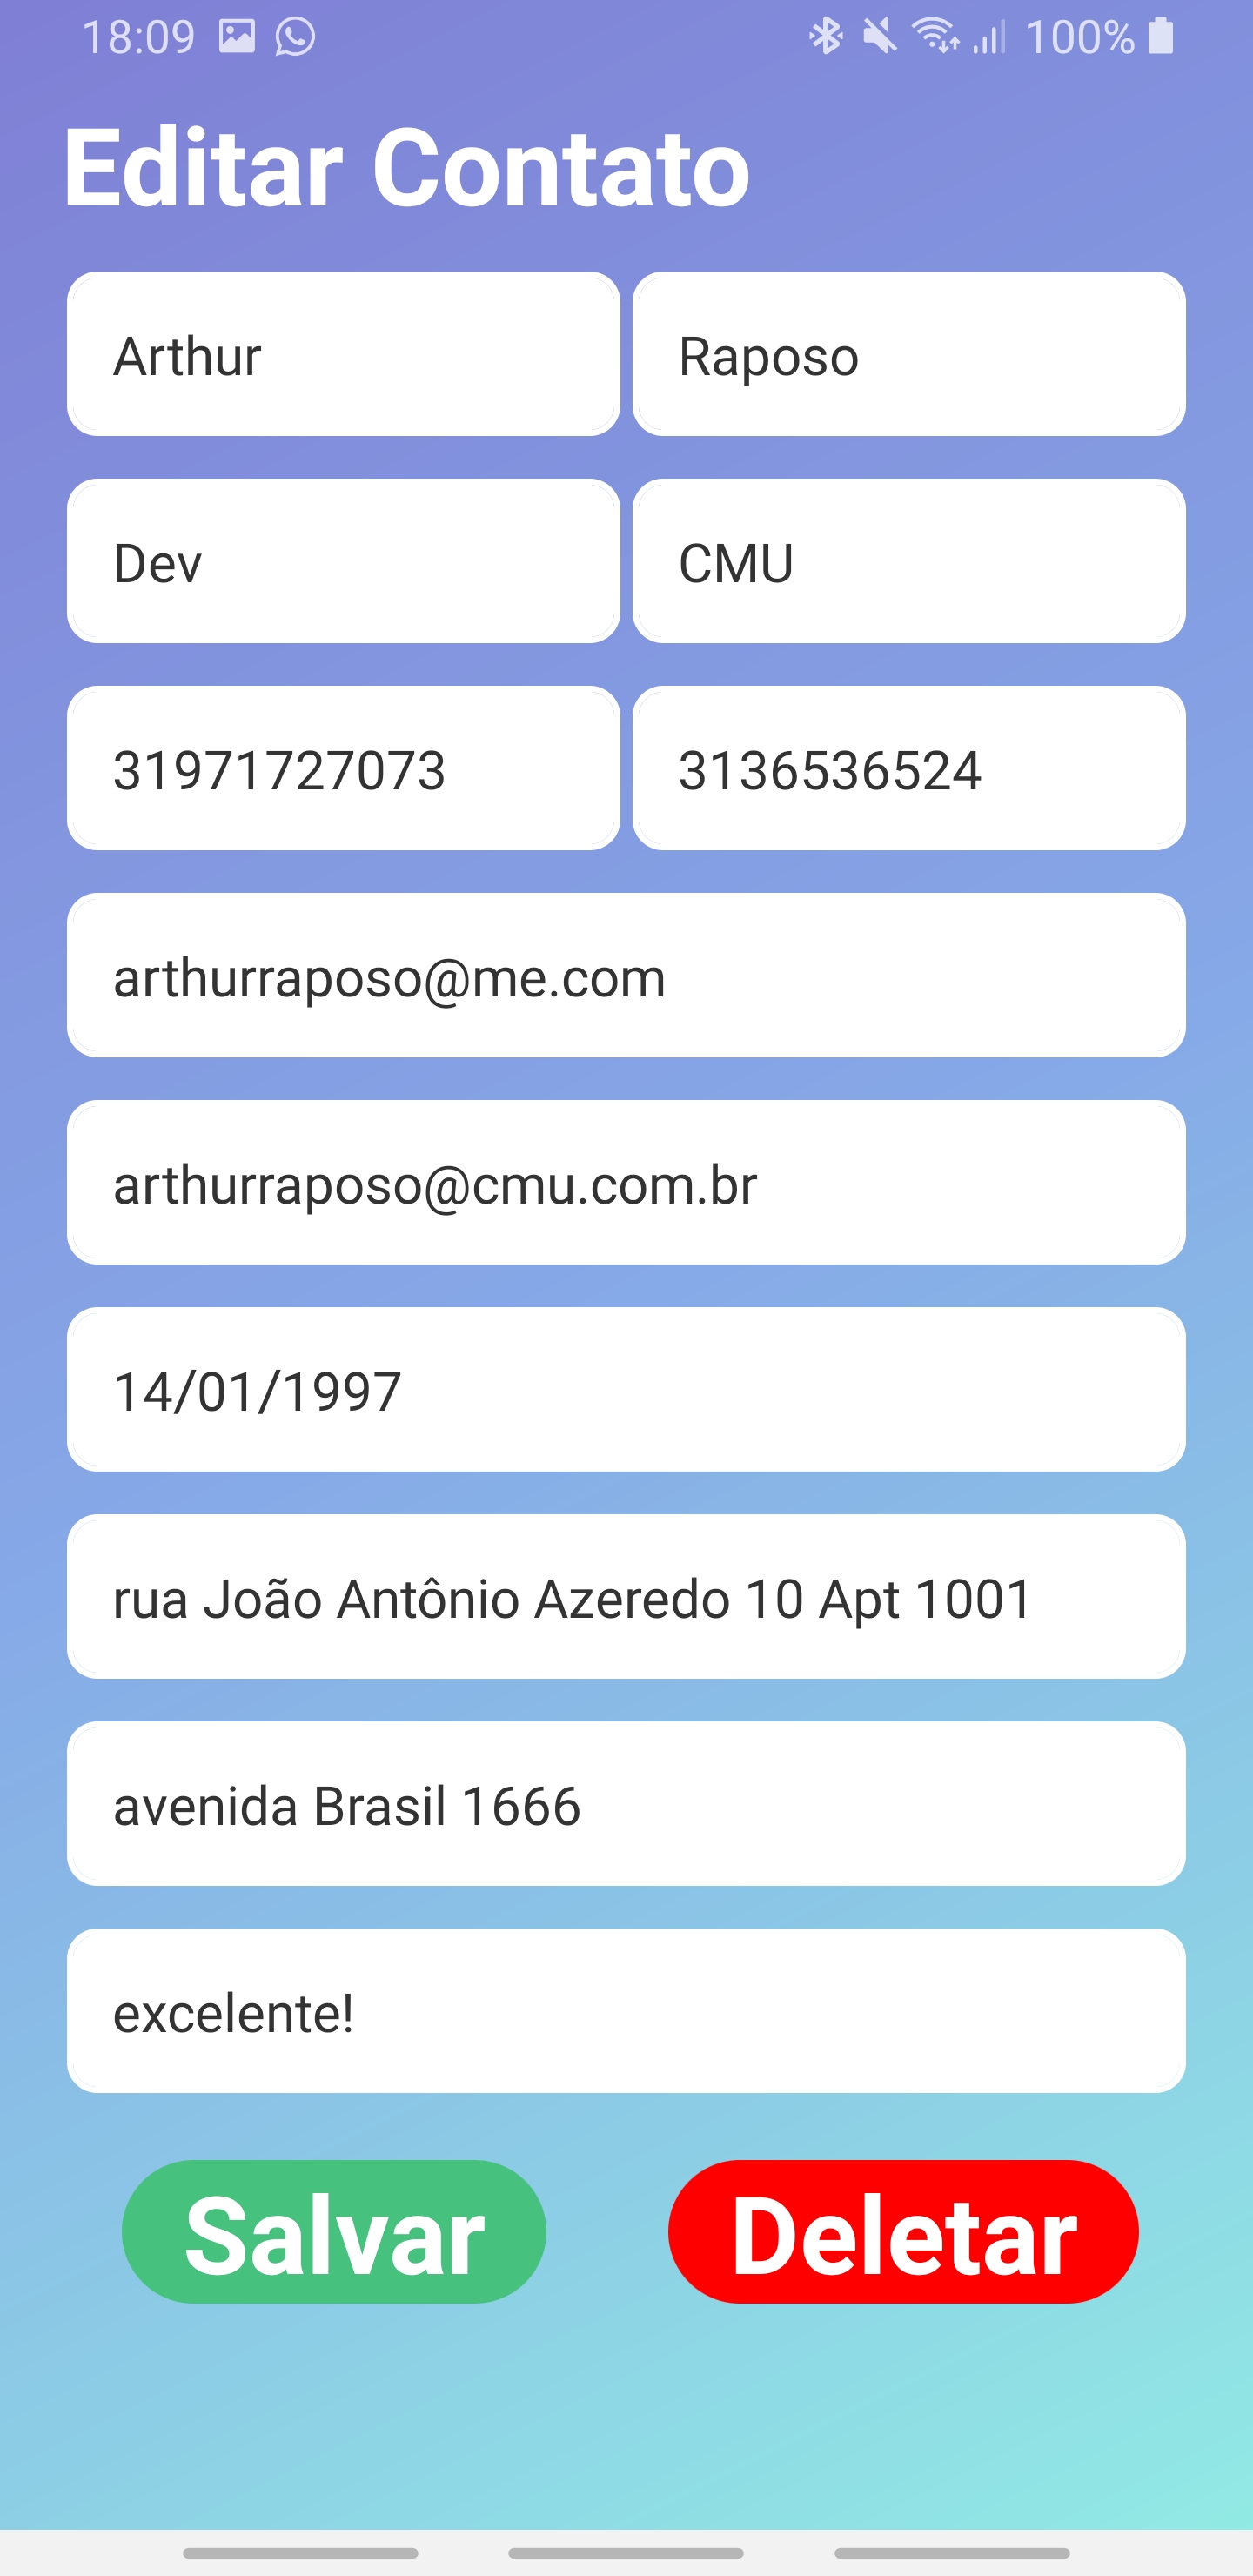 18:09 100%
Editar Contato
Arthur Raposo
Dev CMU
31971727073 3136536524
arthurraposo@me.com
arthurraposo@cmu.com.br
14/01/1997
rua João Antônio Azeredo 10 Apt 1001
avenida Brasil 1666
excelente!
Salvar Deletar